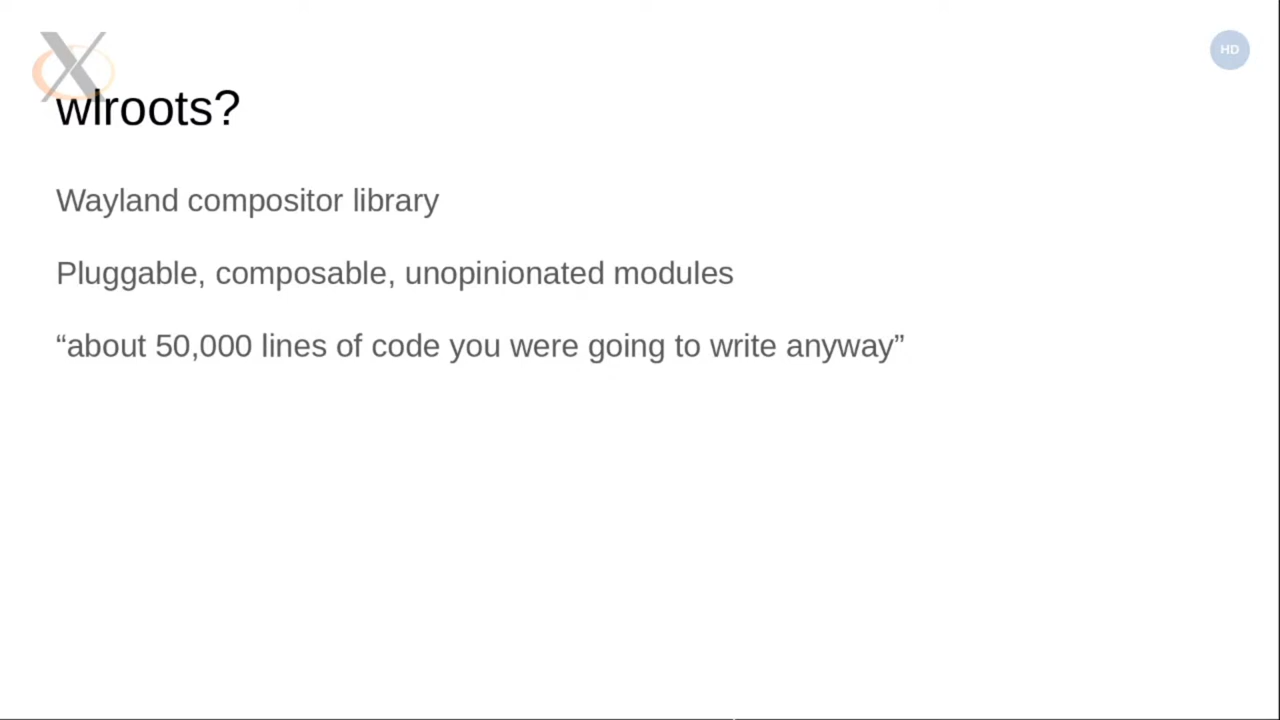 HD
wlroots?
Wayland compositor library
Pluggable, composable, unopinionated modules
“about 50,000 lines of code you were going to write anyway”